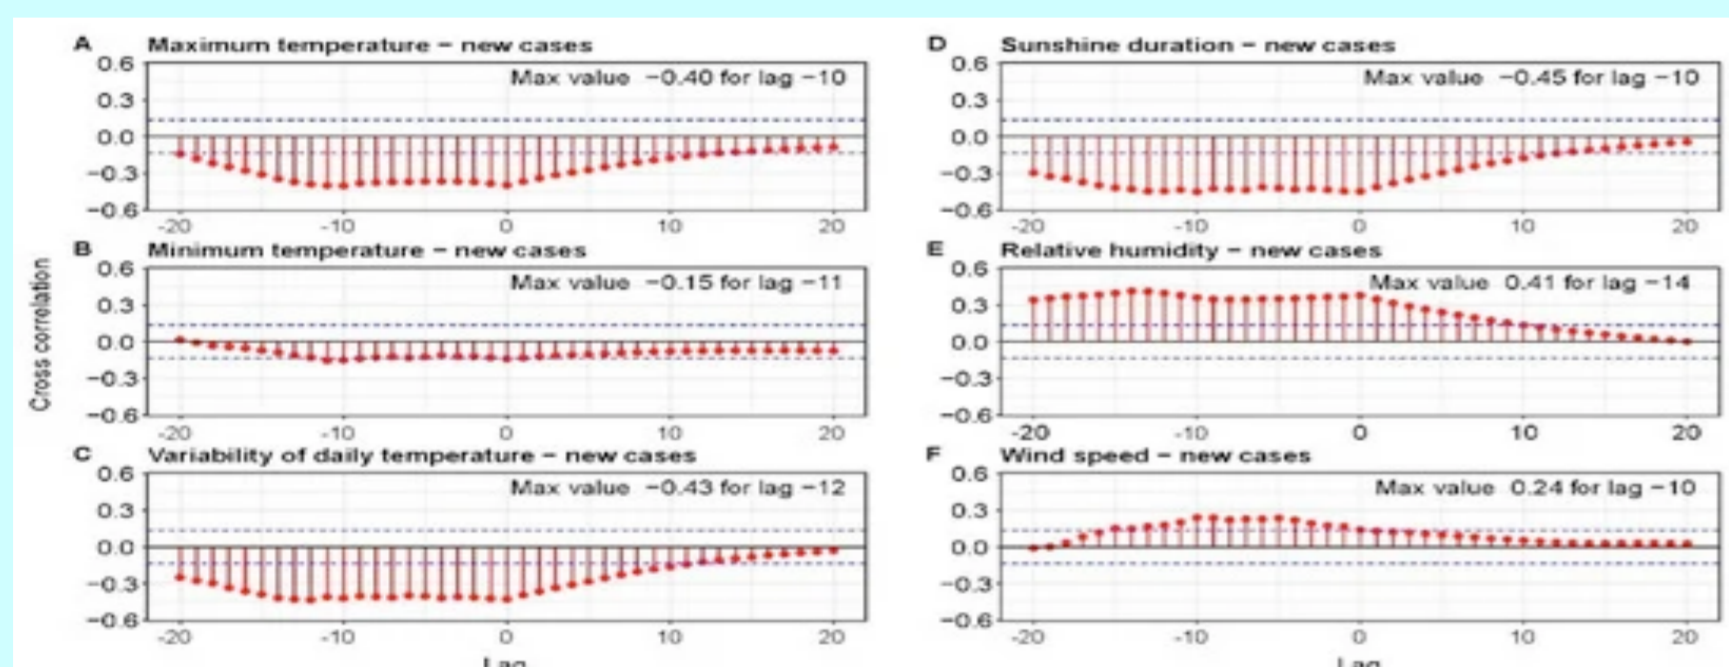 A Maximum temperature − new cases
0.6
Max value −0.40 for lag −10
0.3
0.0
−0.3
−0.6
-20 -10 0 10 20
B Minimum temperature − new cases
0.6
Max value −0.15 for lag −11
0.3
0.0
−0.3
−0.6
-20 -10 0 10 20
C Variability of daily temperature − new cases
0.6
Max value −0.43 for lag −12
0.3
0.0
−0.3
−0.6
-20 -10 0 10 20
Lag
Cross correlation
D Sunshine duration − new cases
0.6
Max value −0.45 for lag −10
0.3
0.0
−0.3
−0.6
-20 -10 0 10 20
E Relative humidity − new cases
0.6
Max value 0.41 for lag −14
0.3
0.0
−0.3
−0.6
-20 -10 0 10 20
F Wind speed − new cases
0.6
Max value 0.24 for lag −10
0.3
0.0
−0.3
−0.6
-20 -10 0 10 20
Lag